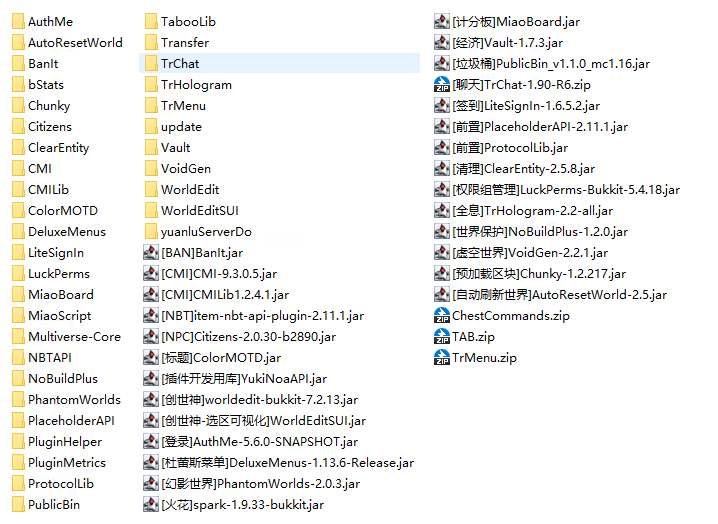 AuthMe
AutoResetWorld
BanIt
bStats
Chunky
Citizens
ClearEntity
CMI
CMILib
ColorMOTD
DeluxeMenus
LiteSignIn
LuckPerms
MiaoBoard
MiaoScript
Multiverse-Core
NBTAPI
NoBuildPlus
PhantomWorlds
PlaceholderAPI
PluginHelper
PluginMetrics
ProtocolLib
PublicBin
TabooLib
Transfer
TrChat
TrHologram
TrMenu
update
Vault
VoidGen
WorldEdit
WorldEditSUI
yuanluServerDo
[BAN]BanIt.jar
[CMI]CMI-9.3.0.5.jar
[CMI]CMILib1.2.4.1.jar
[NBT]item-nbt-api-plugin-2.11.1.jar
[NPC]Citizens-2.0.30-b2890.jar
[标题]ColorMOTD.jar
[插件开发用库]YukiNoaAPI.jar
[创世神]worldedit-bukkit-7.2.13.jar
[创世神-选区可视化]WorldEditSUI.jar
[登录]AuthMe-5.6.0-SNAPSHOT.jar
[杜苗斯菜单]DeluxeMenus-1.13.6-Release.jar
[幻影世界]PhantomWorlds-2.0.3.jar
[火花]spark-1.9.33-bukkit.jar
[计分板]MiaoBoard.jar
[经济]Vault-1.7.3.jar
[垃圾桶]PublicBin_v1.1.0_mc1.16.jar
[聊天]TrChat-1.90-R6.zip
[签到]LiteSignIn-1.6.5.2.jar
[前置]PlaceholderAPI-2.11.1.jar
[前置]ProtocolLib.jar
[清理]ClearEntity-2.5.8.jar
[权限组管理]LuckPerms-Bukkit-5.4.18.jar
[全息]TrHologram-2.2-all.jar
[世界保护]NoBuildPlus-1.2.0.jar
[虚空世界]VoidGen-2.2.1.jar
[预加载区块]Chunky-1.2.217.jar
[自动刷新世界]AutoResetWorld-2.5.jar
ChestCommands.zip
TAB.zip
TrMenu.zip